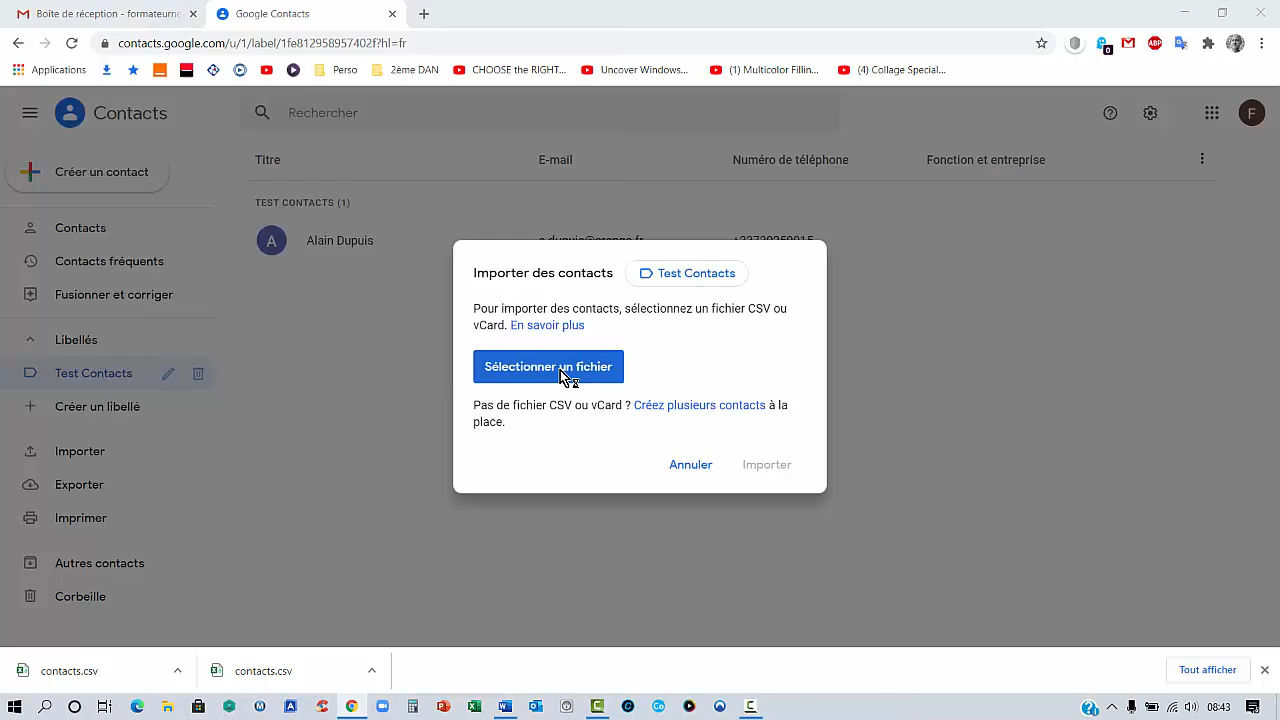 Boîte de réception - formateurne
Google Contacts
contacts.google.com/u/1/label/1fe812958957402f?hl=fr
Applications
Perso
2ème DAN
CHOOSE the RIGHT...
Uncover Windows...
(1) Multicolor Fillin...
(4) Collage Special...
Contacts
Rechercher
F
Créer un contact
Titre
E-mail
Numéro de téléphone
Fonction et entreprise
TEST CONTACTS (1)
A
Alain Dupuis
Contacts
Contacts fréquents
Fusionner et corriger
Libellés
Test Contacts
Créer un libellé
Importer
Exporter
Imprimer
Autres contacts
Corbeille
Importer des contacts
Test Contacts
Pour importer des contacts, sélectionnez un fichier CSV ou
vCard. En savoir plus
Sélectionner un fichier
Pas de fichier CSV ou vCard ? Créez plusieurs contacts à la
place.
Annuler
Importer
contacts.csv
contacts.csv
Tout afficher
08:43